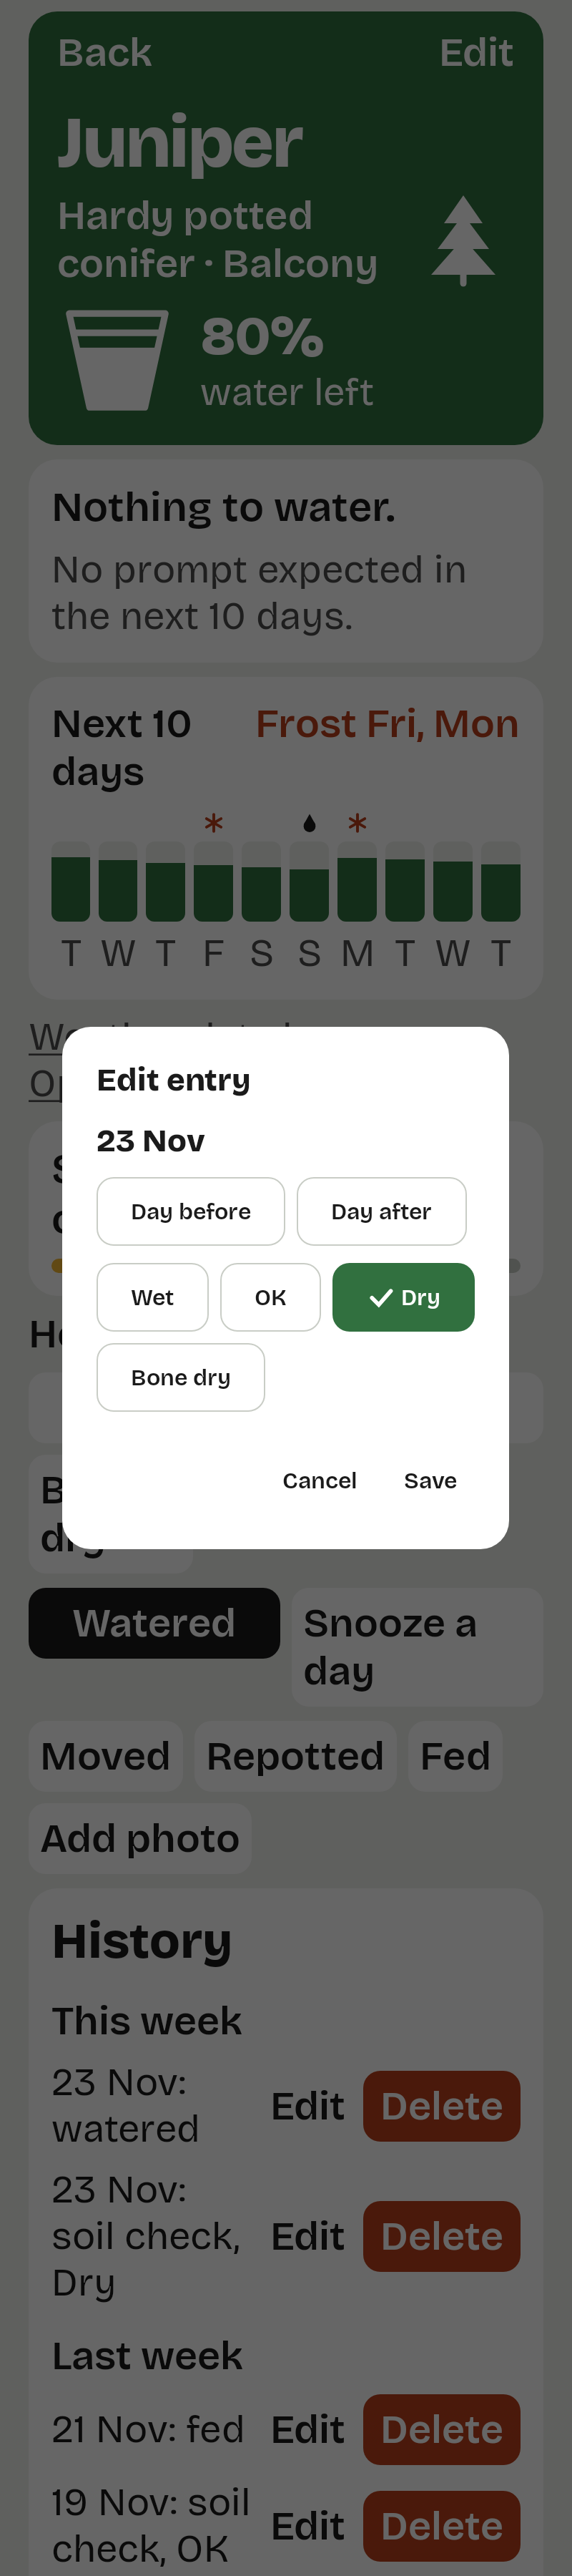 Back
Edit
Juniper
Hardy potted
conifer · Balcony
80%
water left
Nothing to water.
No prompt expected in
the next 10 days.
Next 10
days
Frost Fri, Mon
T W T F S S M T W T
Edit entry
23 Nov
Day before
Day after
Wet
OK
Dry
Bone dry
Cancel
Save
Watered
Snooze a
day
Moved
Repotted
Fed
Add photo
History
This week
23 Nov:
watered
Edit
Delete
23 Nov:
soil check,
Dry
Edit
Delete
Last week
21 Nov: fed
Edit
Delete
19 Nov: soil
check, OK
Edit
Delete